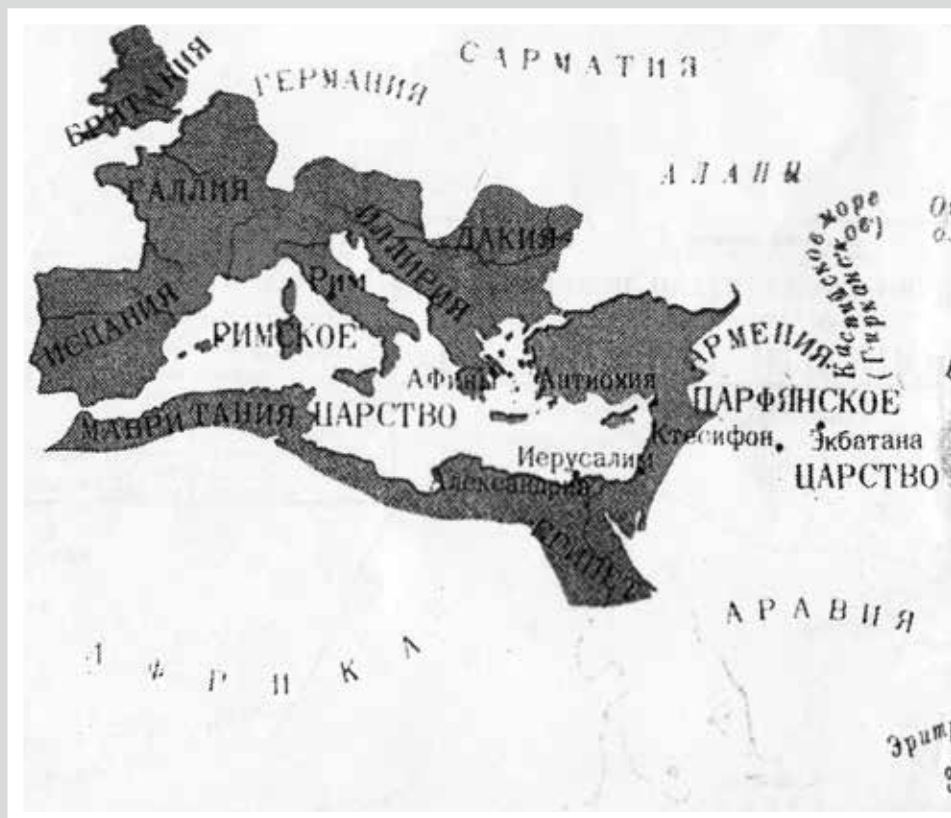 САРМАТИЯ
БРИТАНИЯ
ГЕРМАНИЯ
АЛАНЫ
ГАЛЛИЯ
Каспийское море
(Гирканское)
ИЛЛИРИЯ
ДАКИЯ
Рим
ИСПАНИЯ
РИМСКОЕ
АРМЕНИЯ
Афины
Антиохия
МАВРИТАНИЯ
ЦАРСТВО
ПАРФЯНСКОЕ
Ктесифон
Экбатана
Иерусалим
ЦАРСТВО
Александрия
ЕГИПЕТ
АРАВИЯ
АФРИКА